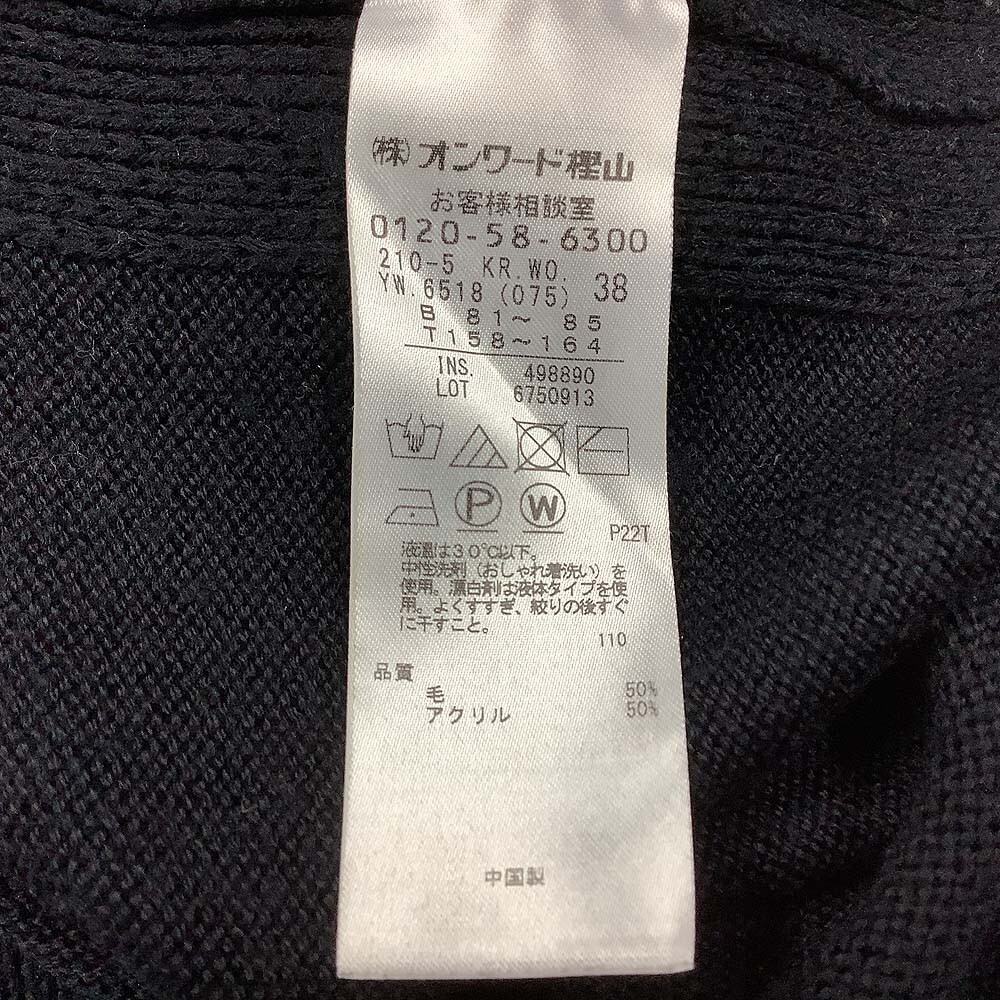 (株)オンワード樫山
お客様相談室
0120-58-6300
210-5 KR.WO. 38
YW.6518 (075)
B 81〜 85
T158〜164
INS. 498890
LOT 6750913
P W
P22T
液温は30℃以下。
中性洗剤(おしゃれ着洗い)を
使用。漂白剤は液体タイプを使
用。よくすすぎ、絞りの後すぐ
に干すこと。
110
品質
毛 50%
アクリル 50%
中国製